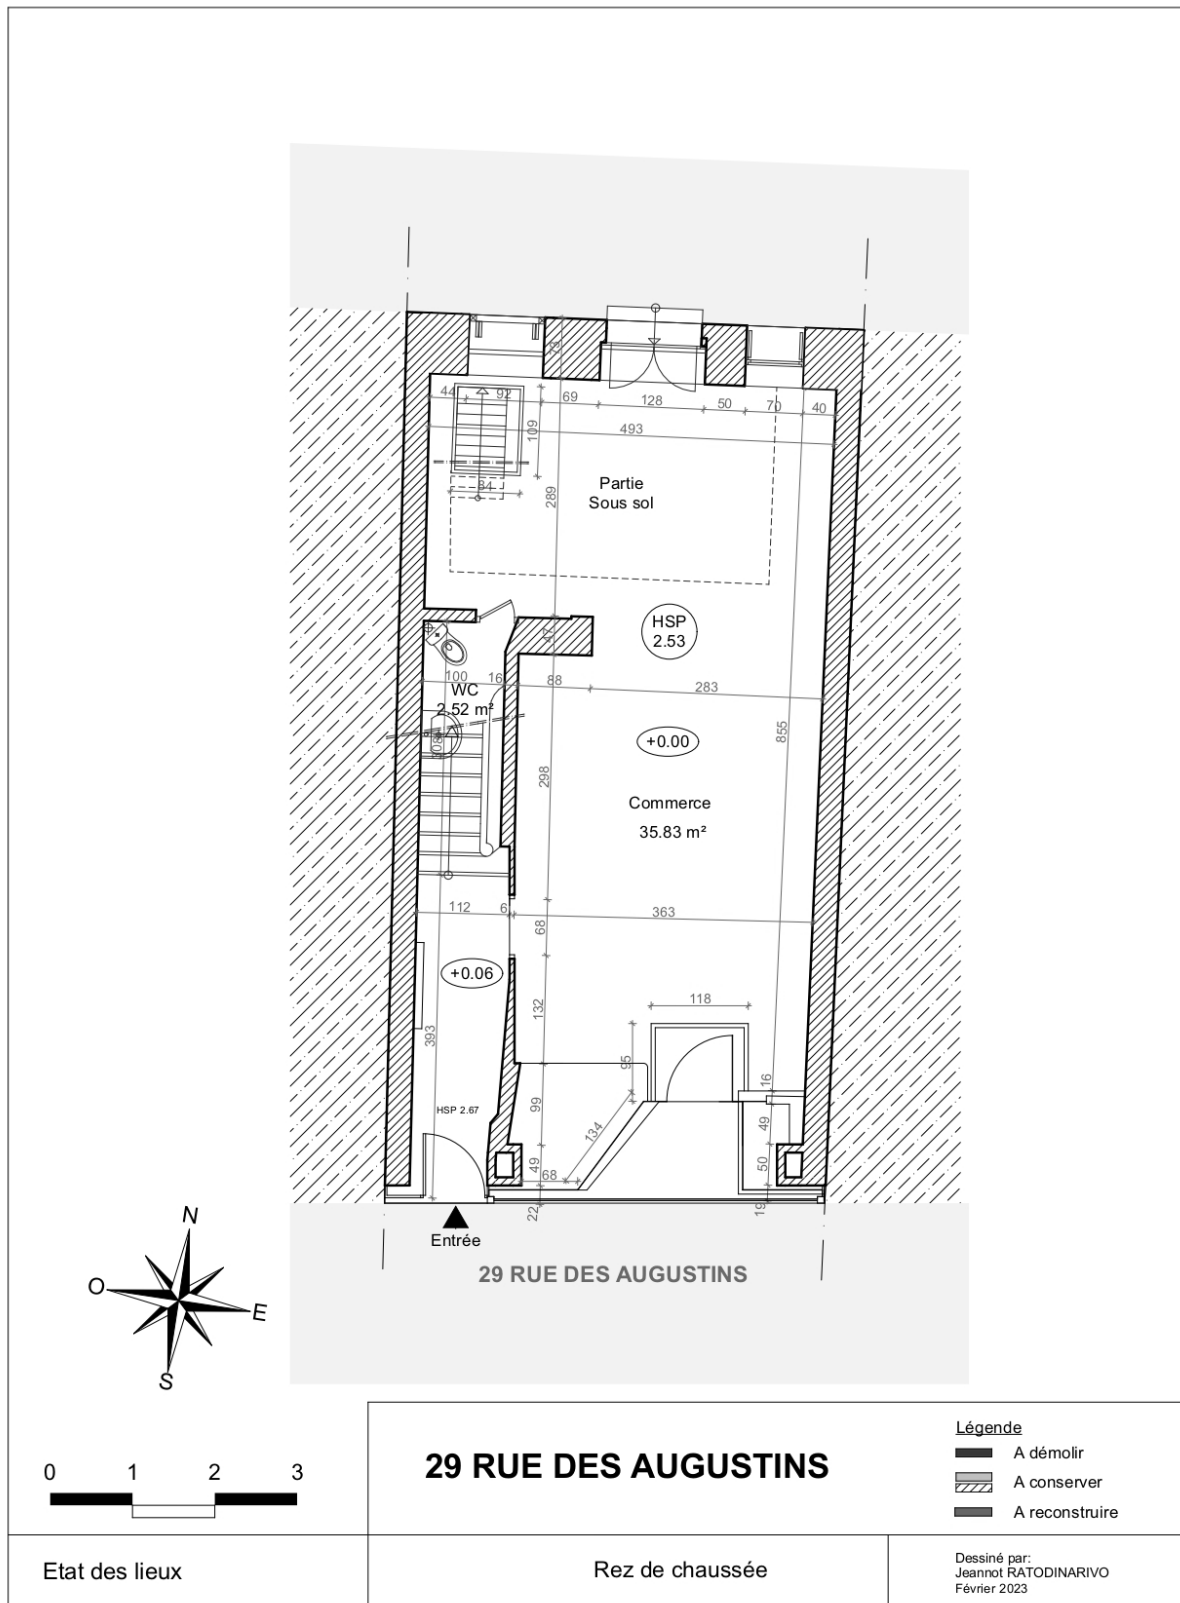 79
44
92
69
128
50
70
40
493
109
84
289
Partie
Sous sol
HSP
2.53
47
100
16
88
283
WC
2.52 m²
+0.00
855
298
Commerce
35.83 m²
112
6
363
68
+0.06
118
132
393
95
16
HSP 2.67
99
134
49
49
68
50
22
19
Entrée
29 RUE DES AUGUSTINS
N
O
E
S
0 1 2 3
29 RUE DES AUGUSTINS
Légende
A démolir
A conserver
A reconstruire
Etat des lieux
Rez de chaussée
Dessiné par:
Jeannot RATODINARIVO
Février 2023